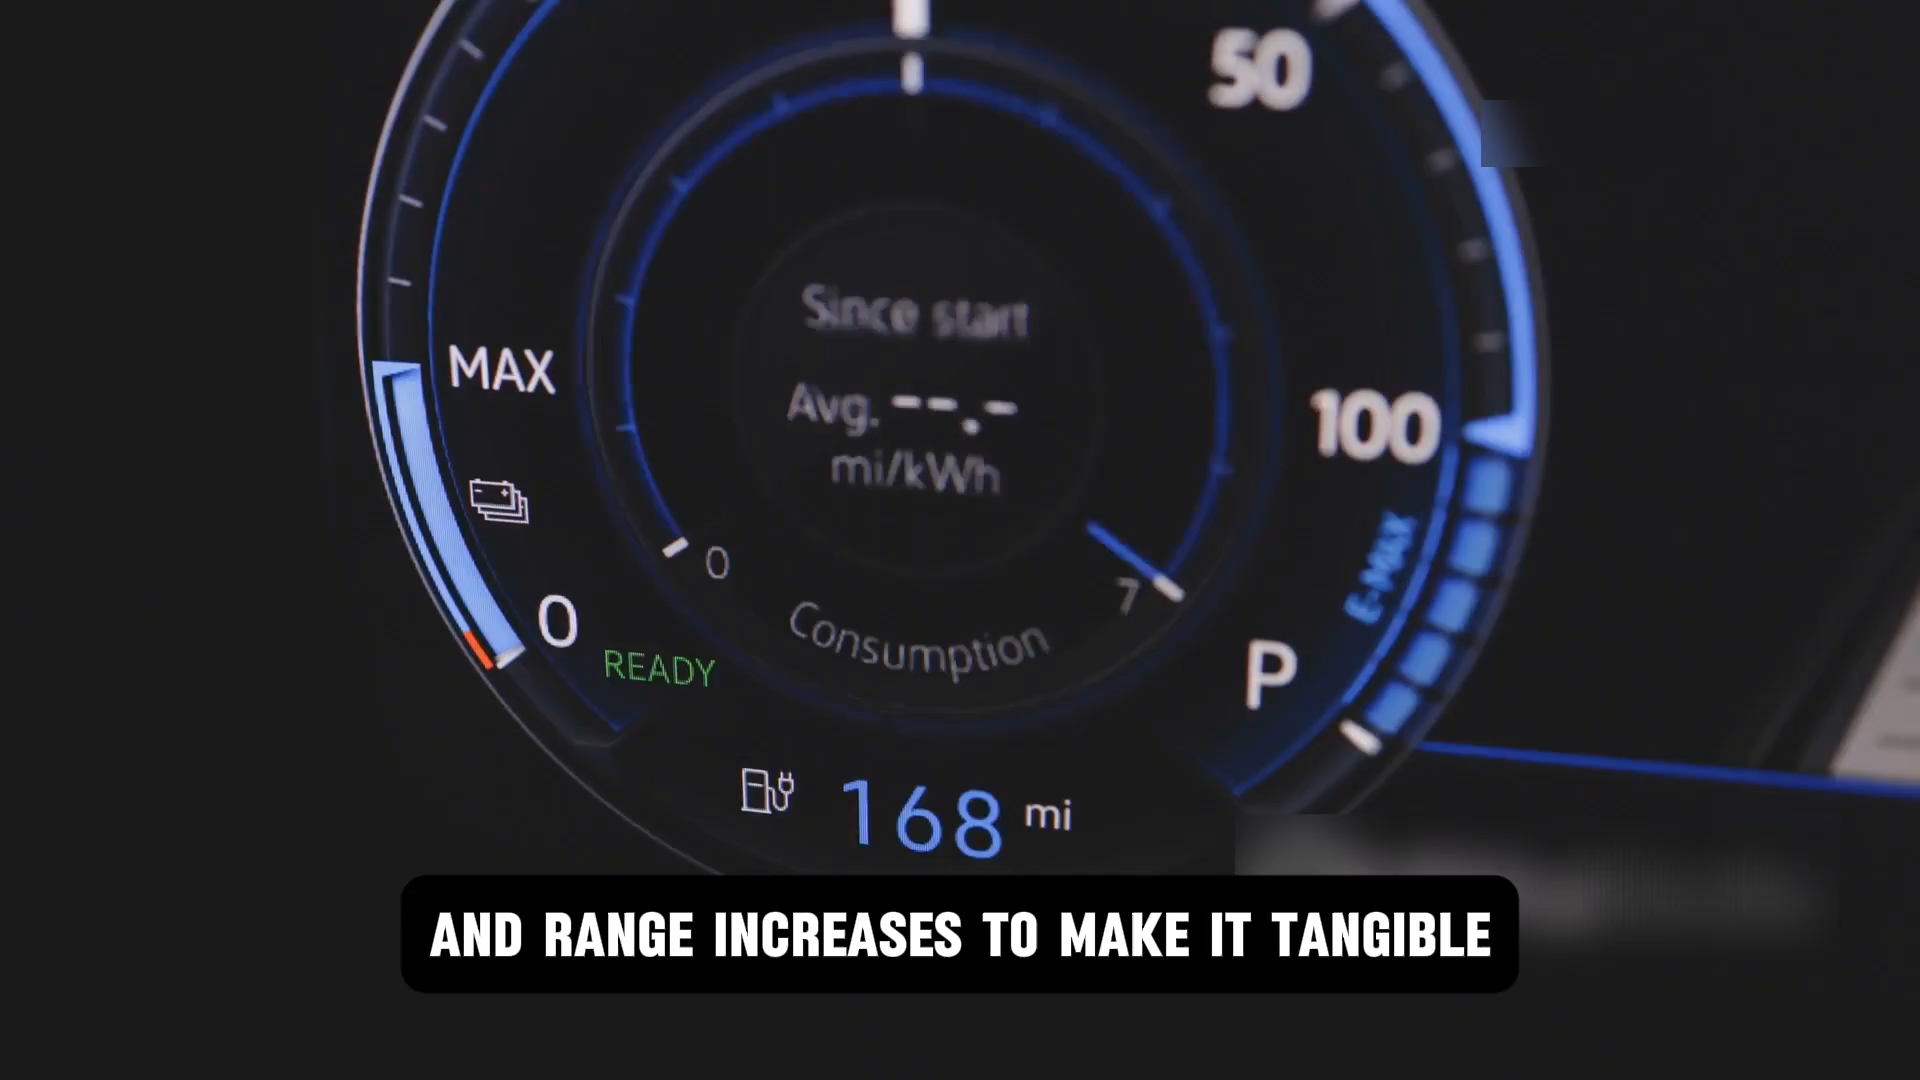 50
Since start
MAX
Avg. --.-
100
mi/kWh
0
7
E-MAX
Consumption
0
READY
P
168 mi
AND RANGE INCREASES TO MAKE IT TANGIBLE